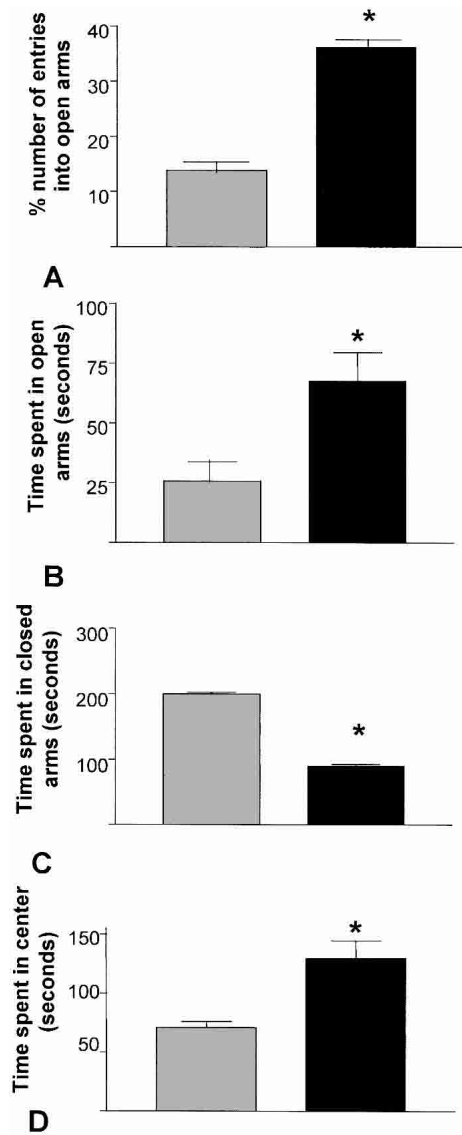 % number of entries
into open arms
40
30
20
10
*
A
Time spent in open
arms (seconds)
100
75
50
25
*
B
Time spent in closed
arms (seconds)
300
200
100
*
C
Time spent in center
(seconds)
150
100
50
*
D